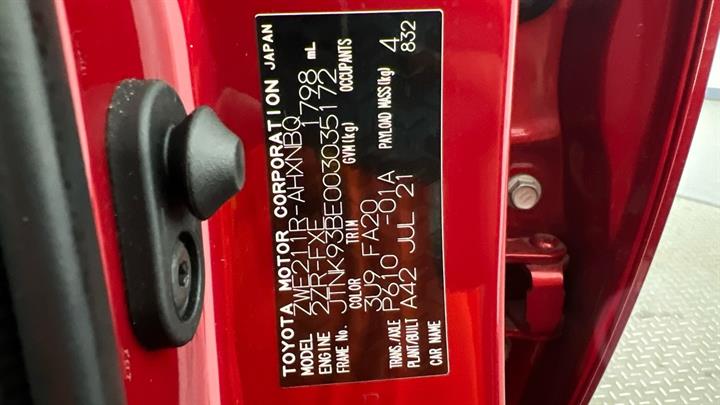 TOYOTA MOTOR CORPORATION JAPAN
MODEL ZWE211R-AHXNBQ
ENGINE 2ZR-FXE 1798 mL
FRAME No. JTNK93BE003035172
COLOR TRIM GVM(kg) OCCUPANTS
3U9 FA20
TRANS./AXLE P610 -01A PAYLOAD MASS(kg) 4
PLANT/BUILT A42 JUL 21 832
CAR NAME